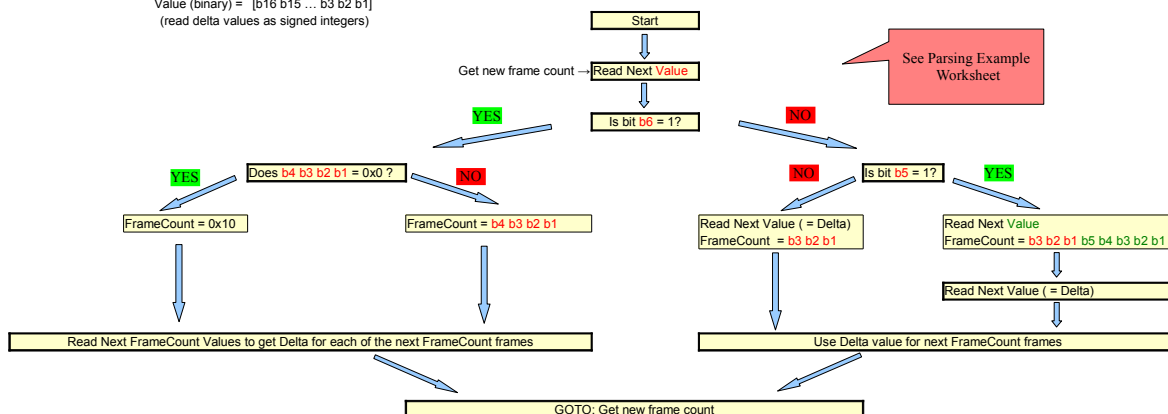 Value (binary) = [b16 b15 … b3 b2 b1]
(read delta values as signed integers)
Start
Get new frame count → Read Next Value
See Parsing Example
Worksheet
Is bit b6 = 1?
YES
NO
Does b4 b3 b2 b1 = 0x0 ?
Is bit b5 = 1?
YES
NO
NO
YES
FrameCount = 0x10
FrameCount = b4 b3 b2 b1
Read Next Value ( = Delta)
FrameCount = b3 b2 b1
Read Next Value
FrameCount = b3 b2 b1 b5 b4 b3 b2 b1
Read Next Value ( = Delta)
Read Next FrameCount Values to get Delta for each of the next FrameCount frames
Use Delta value for next FrameCount frames
GOTO: Get new frame count